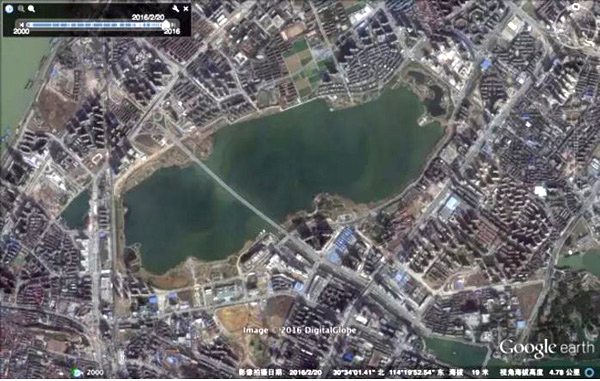 2016/2/20
2000 2016
Image © 2016 DigitalGlobe
Google earth
2000 影像拍摄日期: 2016/2/20 30°34'01.41" 北 114°19'52.54" 东 海拔 19 米 视角海拔高度 4.78 公里